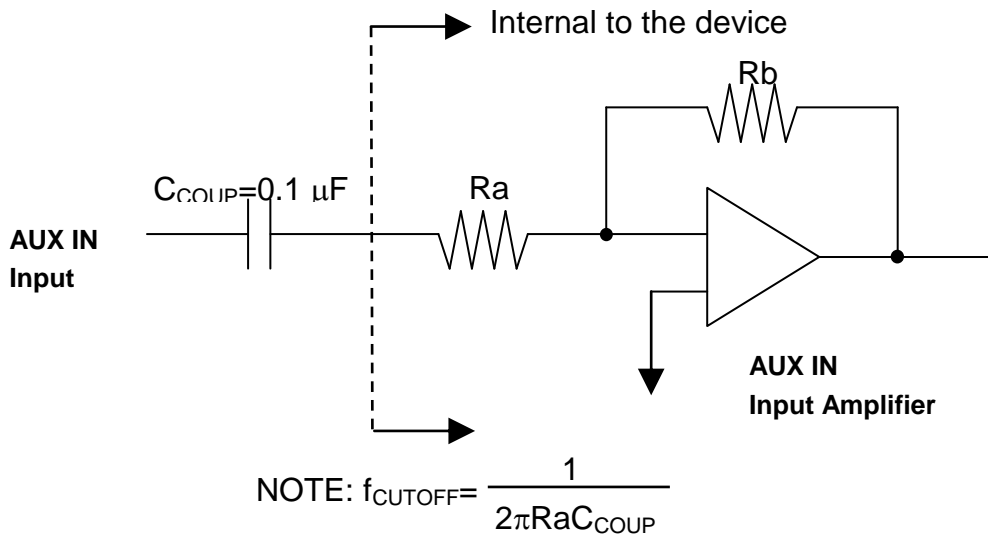 Internal to the device
Rb
C_COUP=0.1 μF
Ra
AUX IN
Input
AUX IN
Input Amplifier
NOTE: f_CUTOFF= 1
2πRaC_COUP